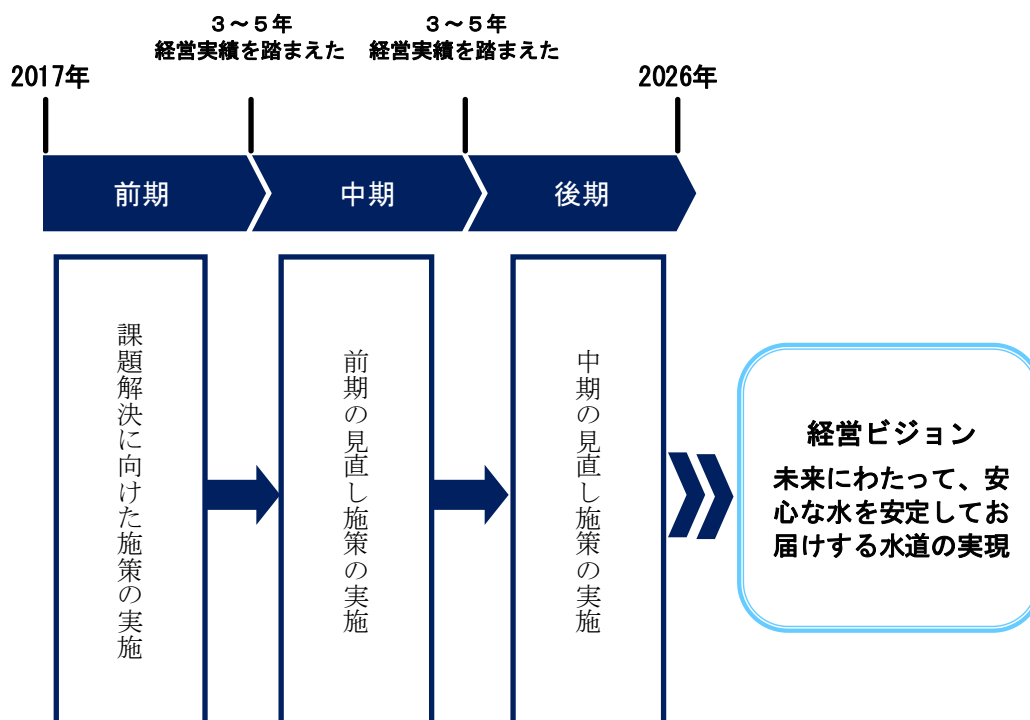 ３～５年
経営実績を踏まえた
３～５年
経営実績を踏まえた
2017年
2026年
前期
中期
後期
課題解決に向けた施策の実施
前期の見直し施策の実施
中期の見直し施策の実施
経営ビジョン
未来にわたって、安
心な水を安定してお
届けする水道の実現